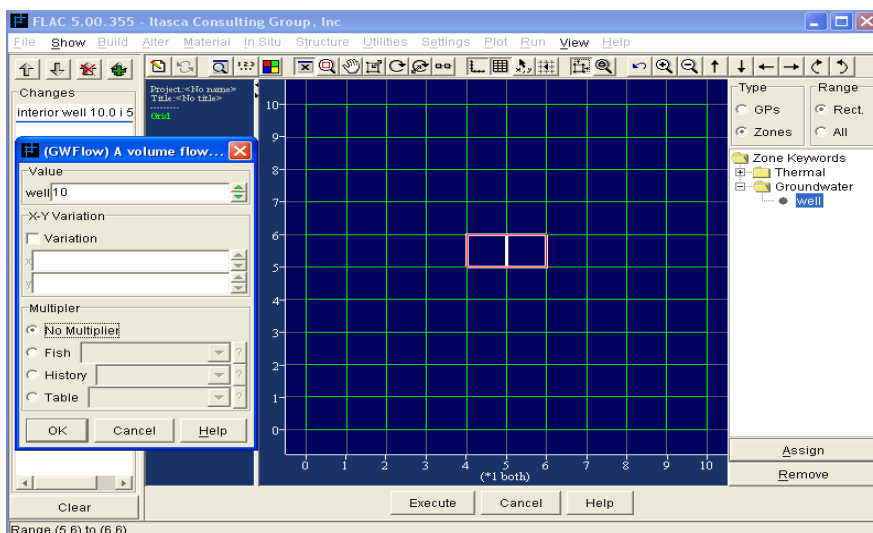 FLAC 5.00.355 - Itasca Consulting Group, Inc
File Show Build Alter Material In Situ Structure Utilities Settings Plot Run View Help
Changes
interior well 10.0 i 5
Project:<No name>
Title:<No title>
--------
Grid
(GWFlow) A volume flow...
Value
well 10
X-Y Variation
Variation
x
y
Multipler
No Multiplier
Fish ?
History ?
Table ?
OK Cancel Help
Clear
10
9
8
7
6
5
4
3
2
1
0
0 1 2 3 4 5 6 7 8 9 10
(*1 both)
Execute Cancel Help
Type Range
GPs Rect.
Zones All
Zone Keywords
Thermal
Groundwater
well
Assign
Remove
Range (5,6) to (6,6)